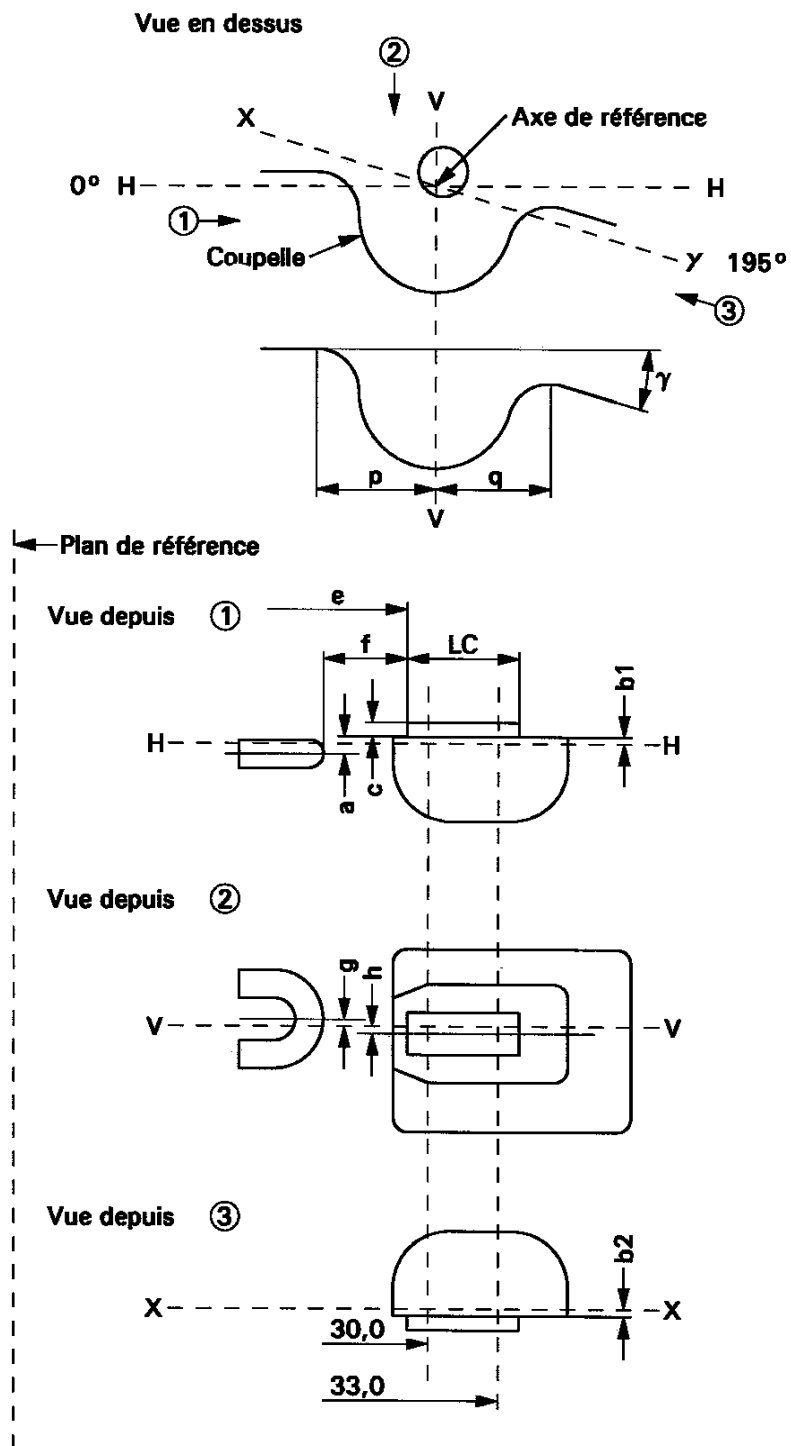 Vue en dessus
②
V
X
Axe de référence
0° H
H
①
Coupelle
Y 195°
③
γ
p
q
V
Plan de référence
Vue depuis ①
e
f
LC
b1
H
H
a
c
Vue depuis ②
g
h
V
V
Vue depuis ③
b2
X
X
30,0
33,0